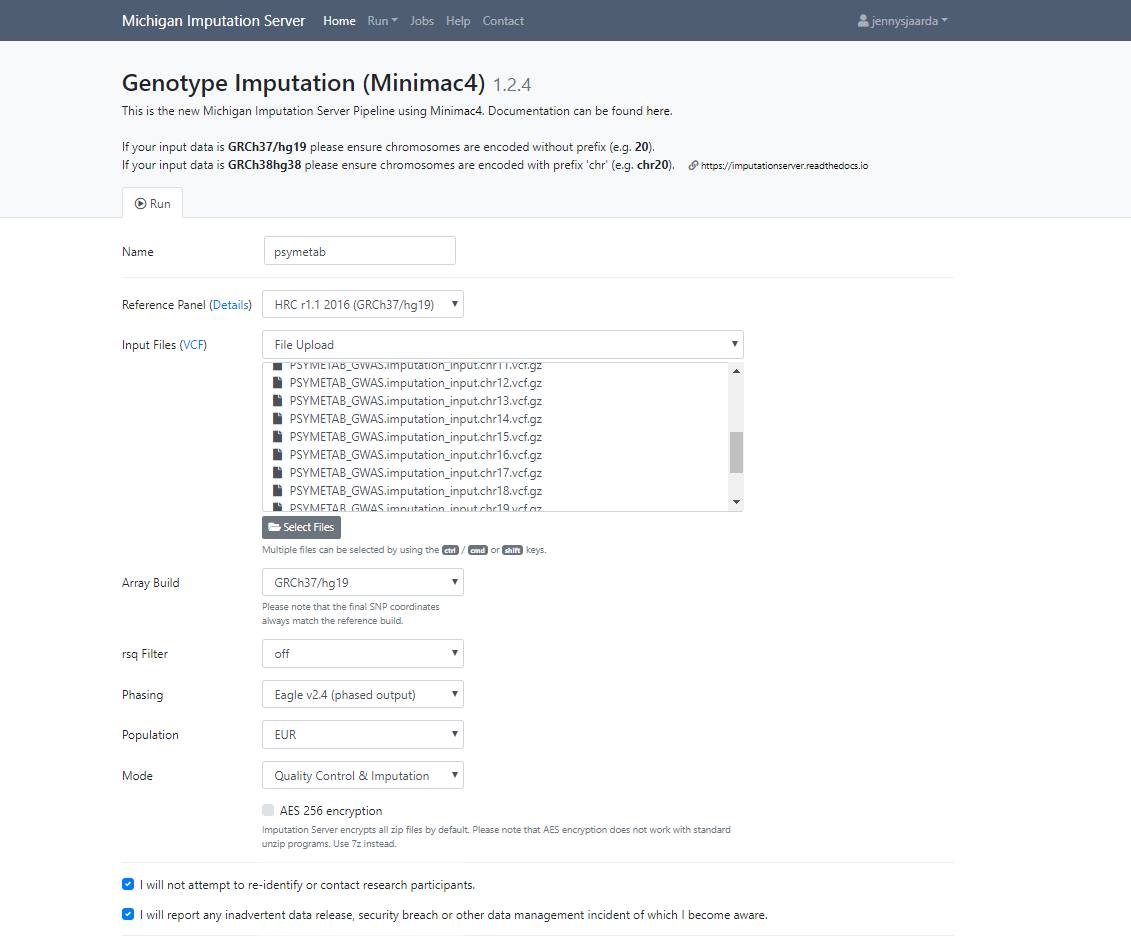 Michigan Imputation Server Home Run Jobs Help Contact jennysjaarda
Genotype Imputation (Minimac4) 1.2.4
This is the new Michigan Imputation Server Pipeline using Minimac4. Documentation can be found here.
If your input data is GRCh37/hg19 please ensure chromosomes are encoded without prefix (e.g. 20).
If your input data is GRCh38hg38 please ensure chromosomes are encoded with prefix 'chr' (e.g. chr20). https://imputationserver.readthedocs.io
Run
Name psymetab
Reference Panel (Details) HRC r1.1 2016 (GRCh37/hg19)
Input Files (VCF) File Upload
PSYMETAB_GWAS.imputation_input.chr11.vcf.gz
PSYMETAB_GWAS.imputation_input.chr12.vcf.gz
PSYMETAB_GWAS.imputation_input.chr13.vcf.gz
PSYMETAB_GWAS.imputation_input.chr14.vcf.gz
PSYMETAB_GWAS.imputation_input.chr15.vcf.gz
PSYMETAB_GWAS.imputation_input.chr16.vcf.gz
PSYMETAB_GWAS.imputation_input.chr17.vcf.gz
PSYMETAB_GWAS.imputation_input.chr18.vcf.gz
PSYMETAB_GWAS.imputation_input.chr19.vcf.gz
Select Files
Multiple files can be selected by using the ctrl / cmd or shift keys.
Array Build GRCh37/hg19
Please note that the final SNP coordinates
always match the reference build.
rsq Filter off
Phasing Eagle v2.4 (phased output)
Population EUR
Mode Quality Control & Imputation
AES 256 encryption
Imputation Server encrypts all zip files by default. Please note that AES encryption does not work with standard
unzip programs. Use 7z instead.
I will not attempt to re-identify or contact research participants.
I will report any inadvertent data release, security breach or other data management incident of which I become aware.